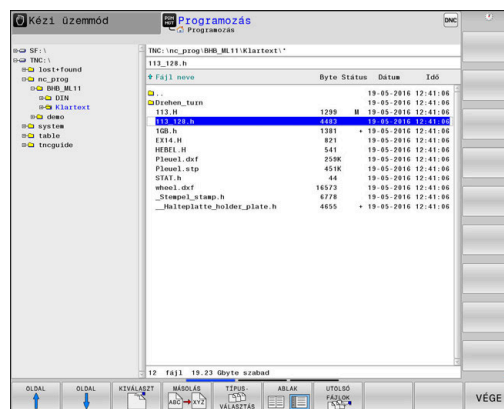 Kézi üzemmód
PGM MGT Programozás
Programozás
DNC
SF:\
TNC:\
lost+found
nc_prog
BHB_ML11
DIN
Klartext
demo
system
table
tncguide
TNC:\nc_prog\BHB_ML11\Klartext\*
113_128.h
Fájl neve Byte Státus Dátum Idő
.. 19-05-2016 12:41:06
Drehen_turn 19-05-2016 12:41:06
113.H 1299 M 19-05-2016 12:41:06
113_128.h 4483 19-05-2016 12:41:06
1GB.h 1381 + 19-05-2016 12:41:06
EX14.H 821 19-05-2016 12:41:06
HEBEL.H 541 19-05-2016 12:41:06
Pleuel.dxf 259K 19-05-2016 12:41:06
Pleuel.stp 451K 19-05-2016 12:41:06
STAT.h 44 19-05-2016 12:41:06
wheel.dxf 16573 19-05-2016 12:41:06
_Stempel_stamp.h 6778 19-05-2016 12:41:06
__Halteplatte_holder_plate.h 4655 + 19-05-2016 12:41:06
12 fájl 19.23 Gbyte szabad
OLDAL
OLDAL
KIVÁLASZT
MÁSOLÁS
ABC XYZ
TÍPUS-
VÁLASZTÁS
ABLAK
UTOLSÓ
FÁJLOK
VÉGE